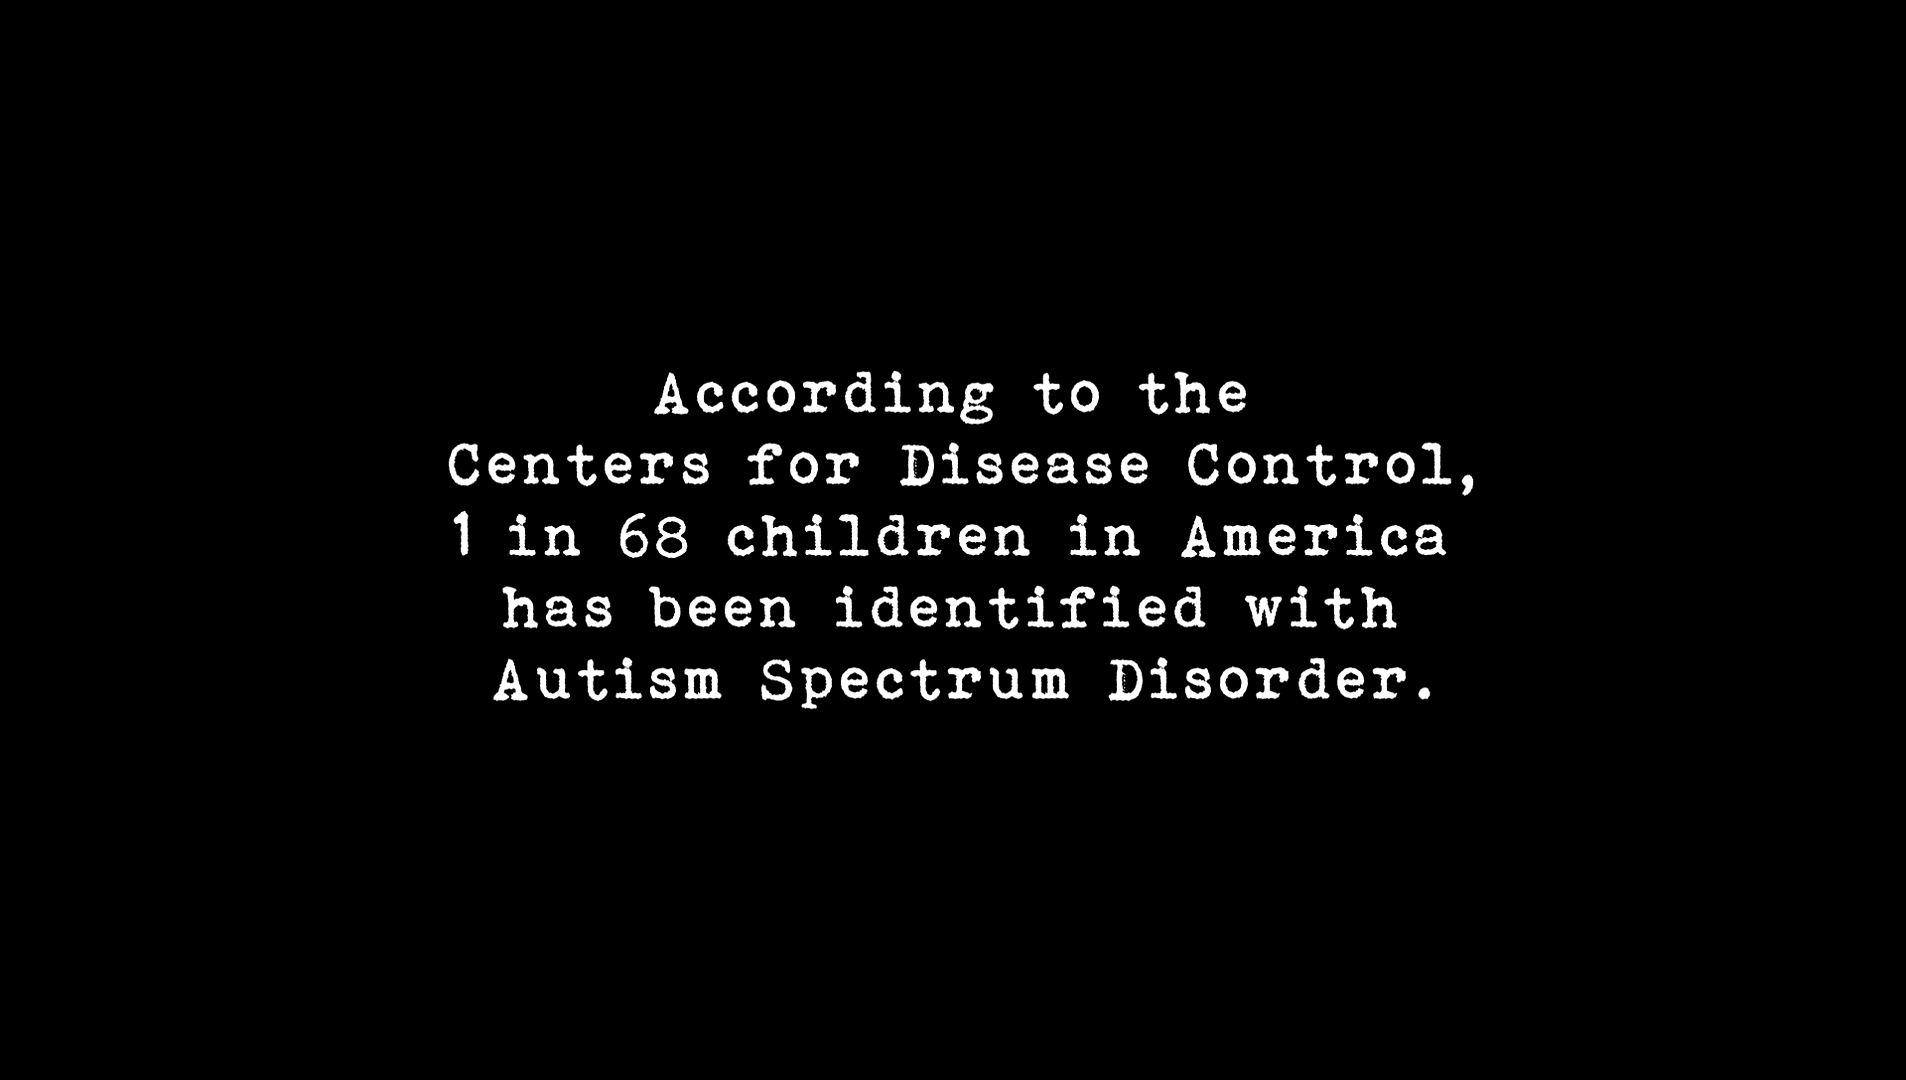 According to the
Centers for Disease Control,
1 in 68 children in America
has been identified with
Autism Spectrum Disorder.